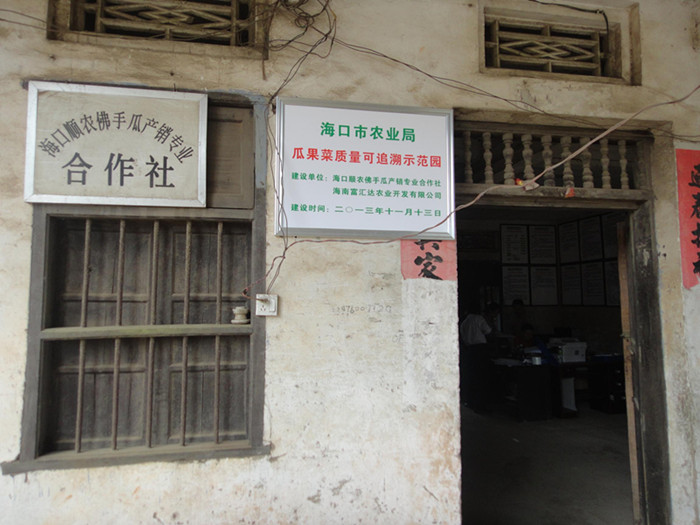 海口顺农佛手瓜产销专业
合作社
海口市农业局
瓜果菜质量可追溯示范园
建设单位：海口顺农佛手瓜产销专业合作社
海南富汇达农业开发有限公司
建设时间：二〇一三年十一月十三日
家